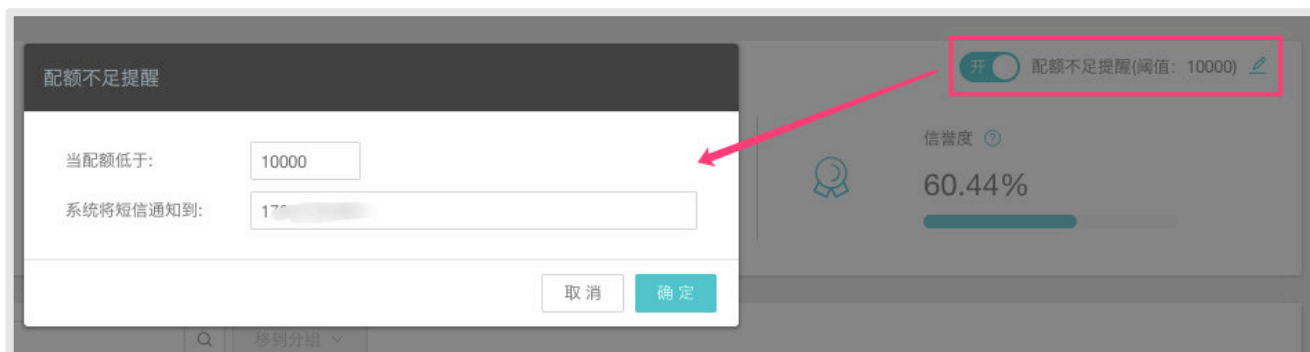 配额不足提醒
开 配额不足提醒(阈值: 10000)
当配额低于: 10000
信誉度 ?
系统将短信通知到: 17
60.44%
取消 确定
移到分组